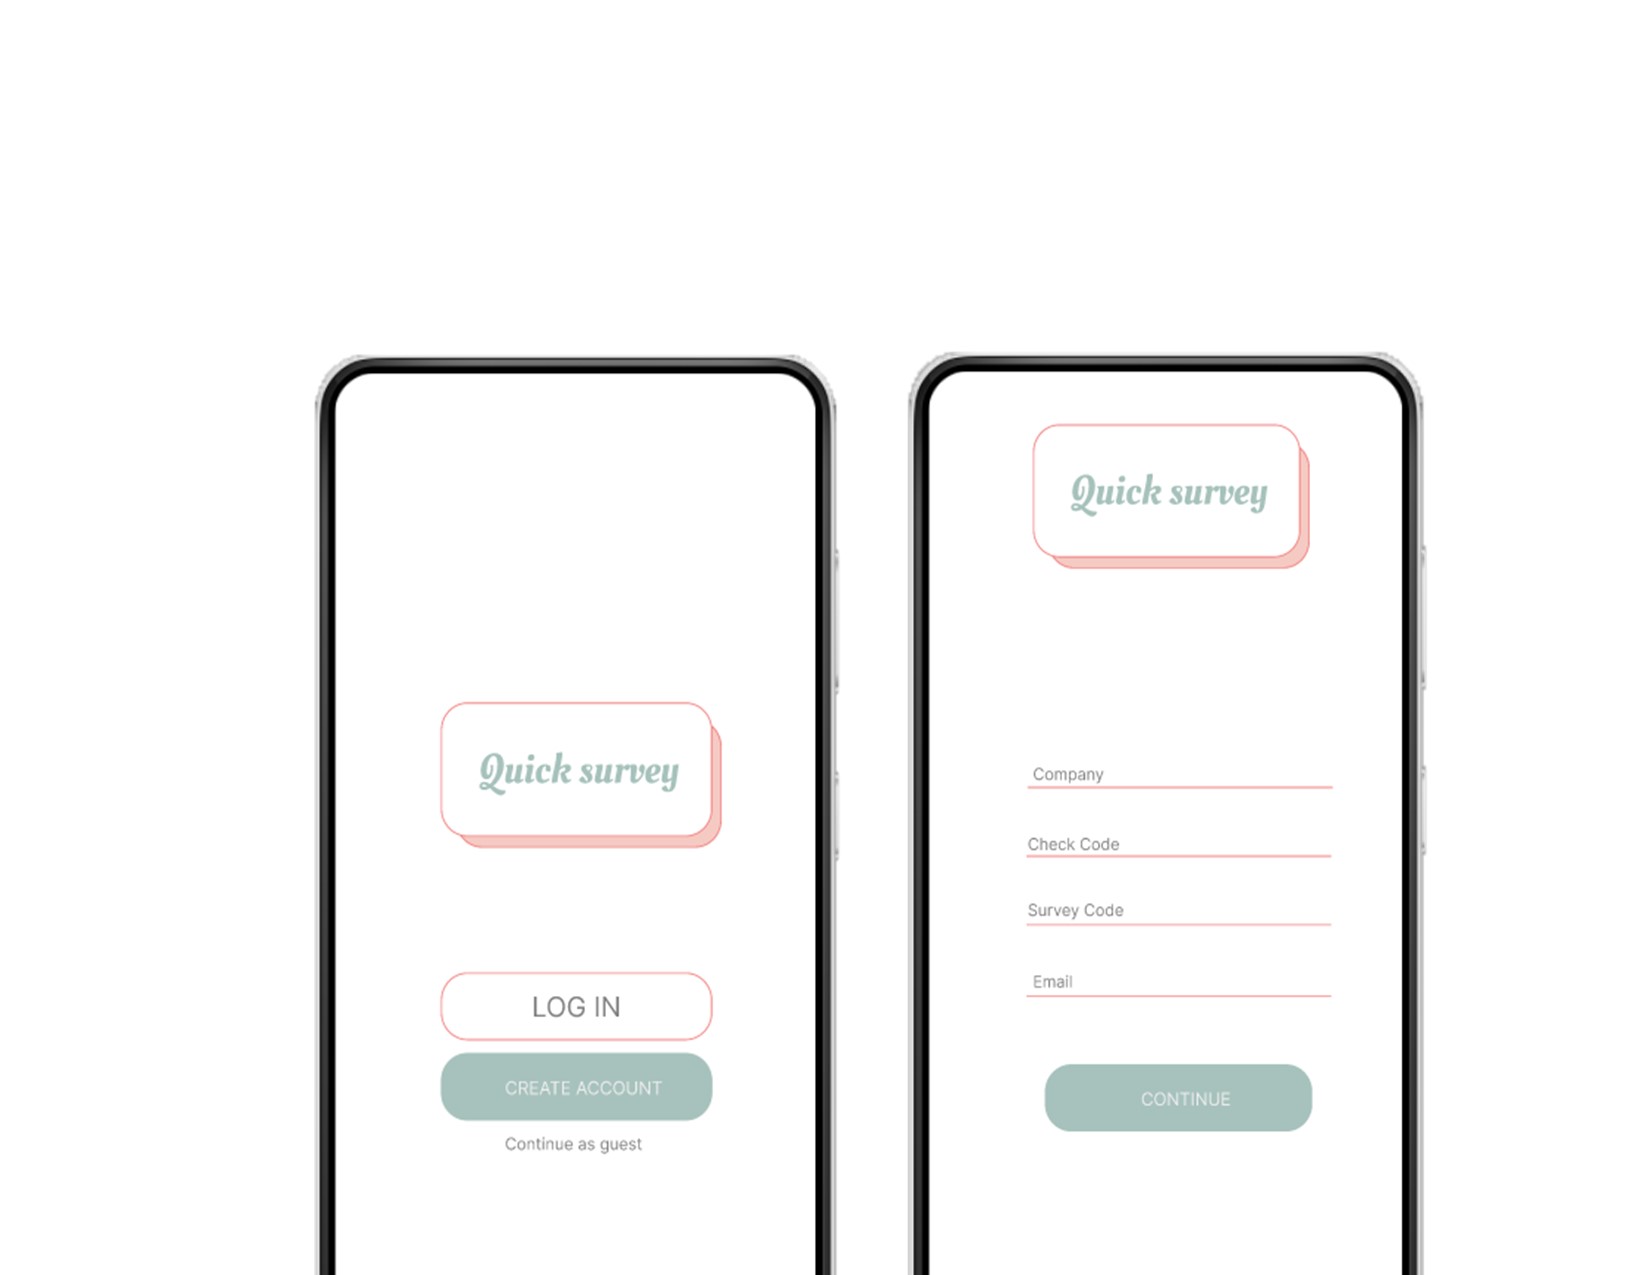 Quick survey
LOG IN
CREATE ACCOUNT
Continue as guest
Quick survey
Company
Check Code
Survey Code
Email
CONTINUE